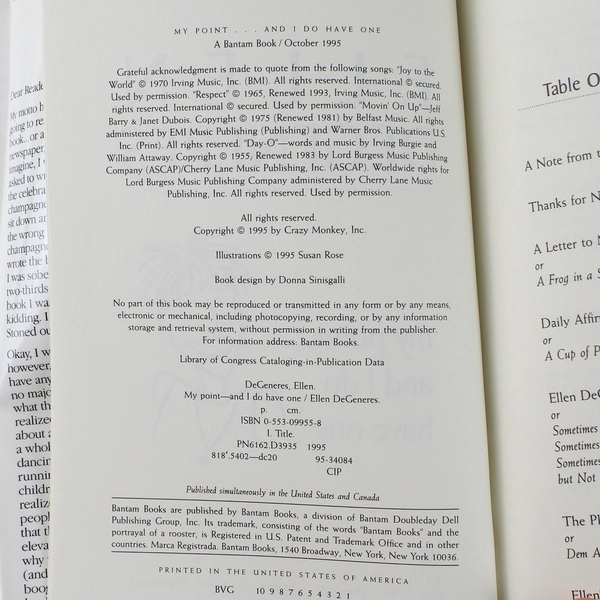 Dear Reade
My motto h
going to re
book...or a
newspaper
imagine, I
asked to wr
the celebra
champagne
sit down an
the wrong
champagne
wrote the b
I was sobe
two-thirds
book I wa
kidding. I
Stoned ou
Okay, I w
however,
have any
no majo
what th
realize
about a
a whol
dancin
runnin
childr
realiz
peopl
that t
eleva
why
(and
boo
MY POINT . . . AND I DO HAVE ONE
A Bantam Book / October 1995
Grateful acknowledgment is made to quote from the following songs: "Joy to the
World" © 1970 Irving Music, Inc. (BMI). All rights reserved. International © secured.
Used by permission. "Respect" © 1965, Renewed 1993, Irving Music, Inc. (BMI). All
rights reserved. International © secured. Used by permission. "Movin' On Up"—Jeff
Barry & Janet Dubois. Copyright © 1975 (Renewed 1981) by Belfast Music. All rights
administered by EMI Music Publishing (Publishing) and Warner Bros. Publications U.S.
Inc. (Print). All rights reserved. "Day-O"—words and music by Irving Burgie and
William Attaway. Copyright © 1955; Renewed 1983 by Lord Burgess Music Publishing
Company (ASCAP)/Cherry Lane Music Publishing, Inc. (ASCAP). Worldwide rights for
Lord Burgess Music Publishing Company administered by Cherry Lane Music
Publishing, Inc. All rights reserved. Used by permission.
All rights reserved.
Copyright © 1995 by Crazy Monkey, Inc.
Illustrations © 1995 Susan Rose
Book design by Donna Sinisgalli
No part of this book may be reproduced or transmitted in any form or by any means,
electronic or mechanical, including photocopying, recording, or by any information
storage and retrieval system, without permission in writing from the publisher.
For information address: Bantam Books.
Library of Congress Cataloging-in-Publication Data
DeGeneres, Ellen.
My point—and I do have one / Ellen DeGeneres.
p. cm.
ISBN 0-553-09955-8
I. Title.
PN6162.D3935 1995
818'.5402—dc20 95-34084
CIP
Published simultaneously in the United States and Canada
Bantam Books are published by Bantam Books, a division of Bantam Doubleday Dell
Publishing Group, Inc. Its trademark, consisting of the words "Bantam Books" and the
portrayal of a rooster, is Registered in U.S. Patent and Trademark Office and in other
countries. Marca Registrada. Bantam Books, 1540 Broadway, New York, New York 10036.
PRINTED IN THE UNITED STATES OF AMERICA
BVG 10 9 8 7 6 5 4 3 2 1
Table O
A Note from t
Thanks for N
A Letter to M
or
A Frog in a S
Daily Affir
or
A Cup of P
Ellen DeG
or
Sometimes
Sometimes
Sometimes
but Not
The Pl
or
Dem A
Ellen